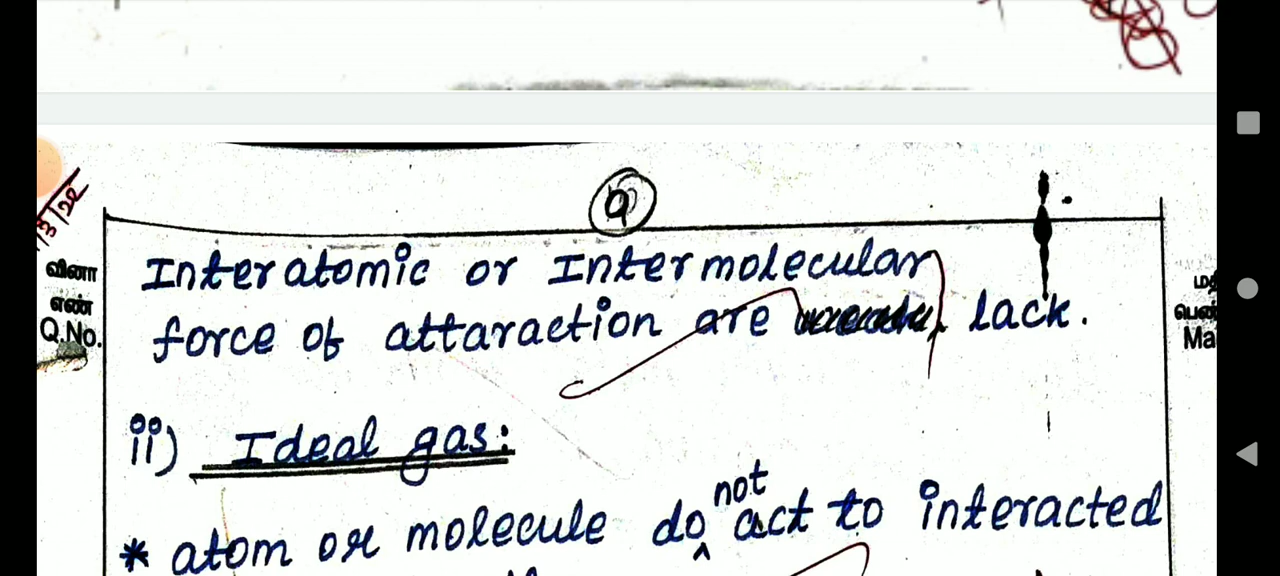 9
Interatomic or Intermolecular
force of attaraction are lack.
வினா
எண்
Q.No.
ii) Ideal gas:
not
* atom or molecule do ‸ act to interacted